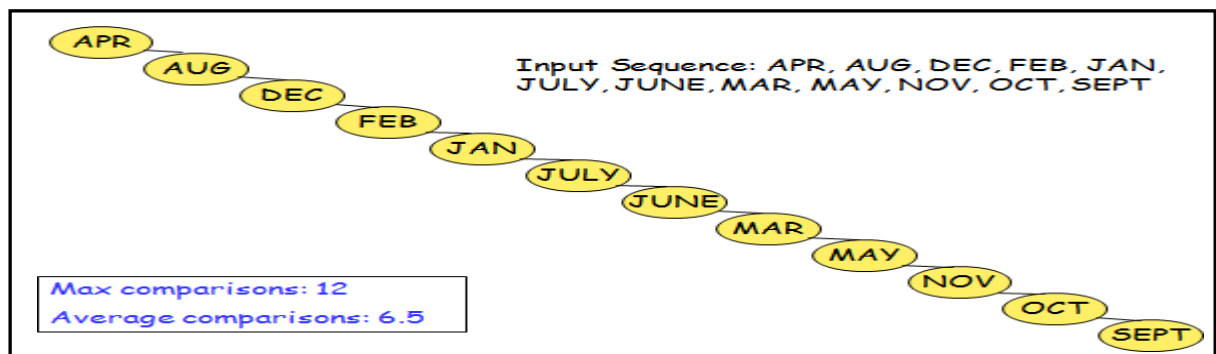 APR
AUG
Input Sequence: APR, AUG, DEC, FEB, JAN,
JULY, JUNE, MAR, MAY, NOV, OCT, SEPT
DEC
FEB
JAN
JULY
JUNE
MAR
MAY
NOV
OCT
SEPT
Max comparisons: 12
Average comparisons: 6.5